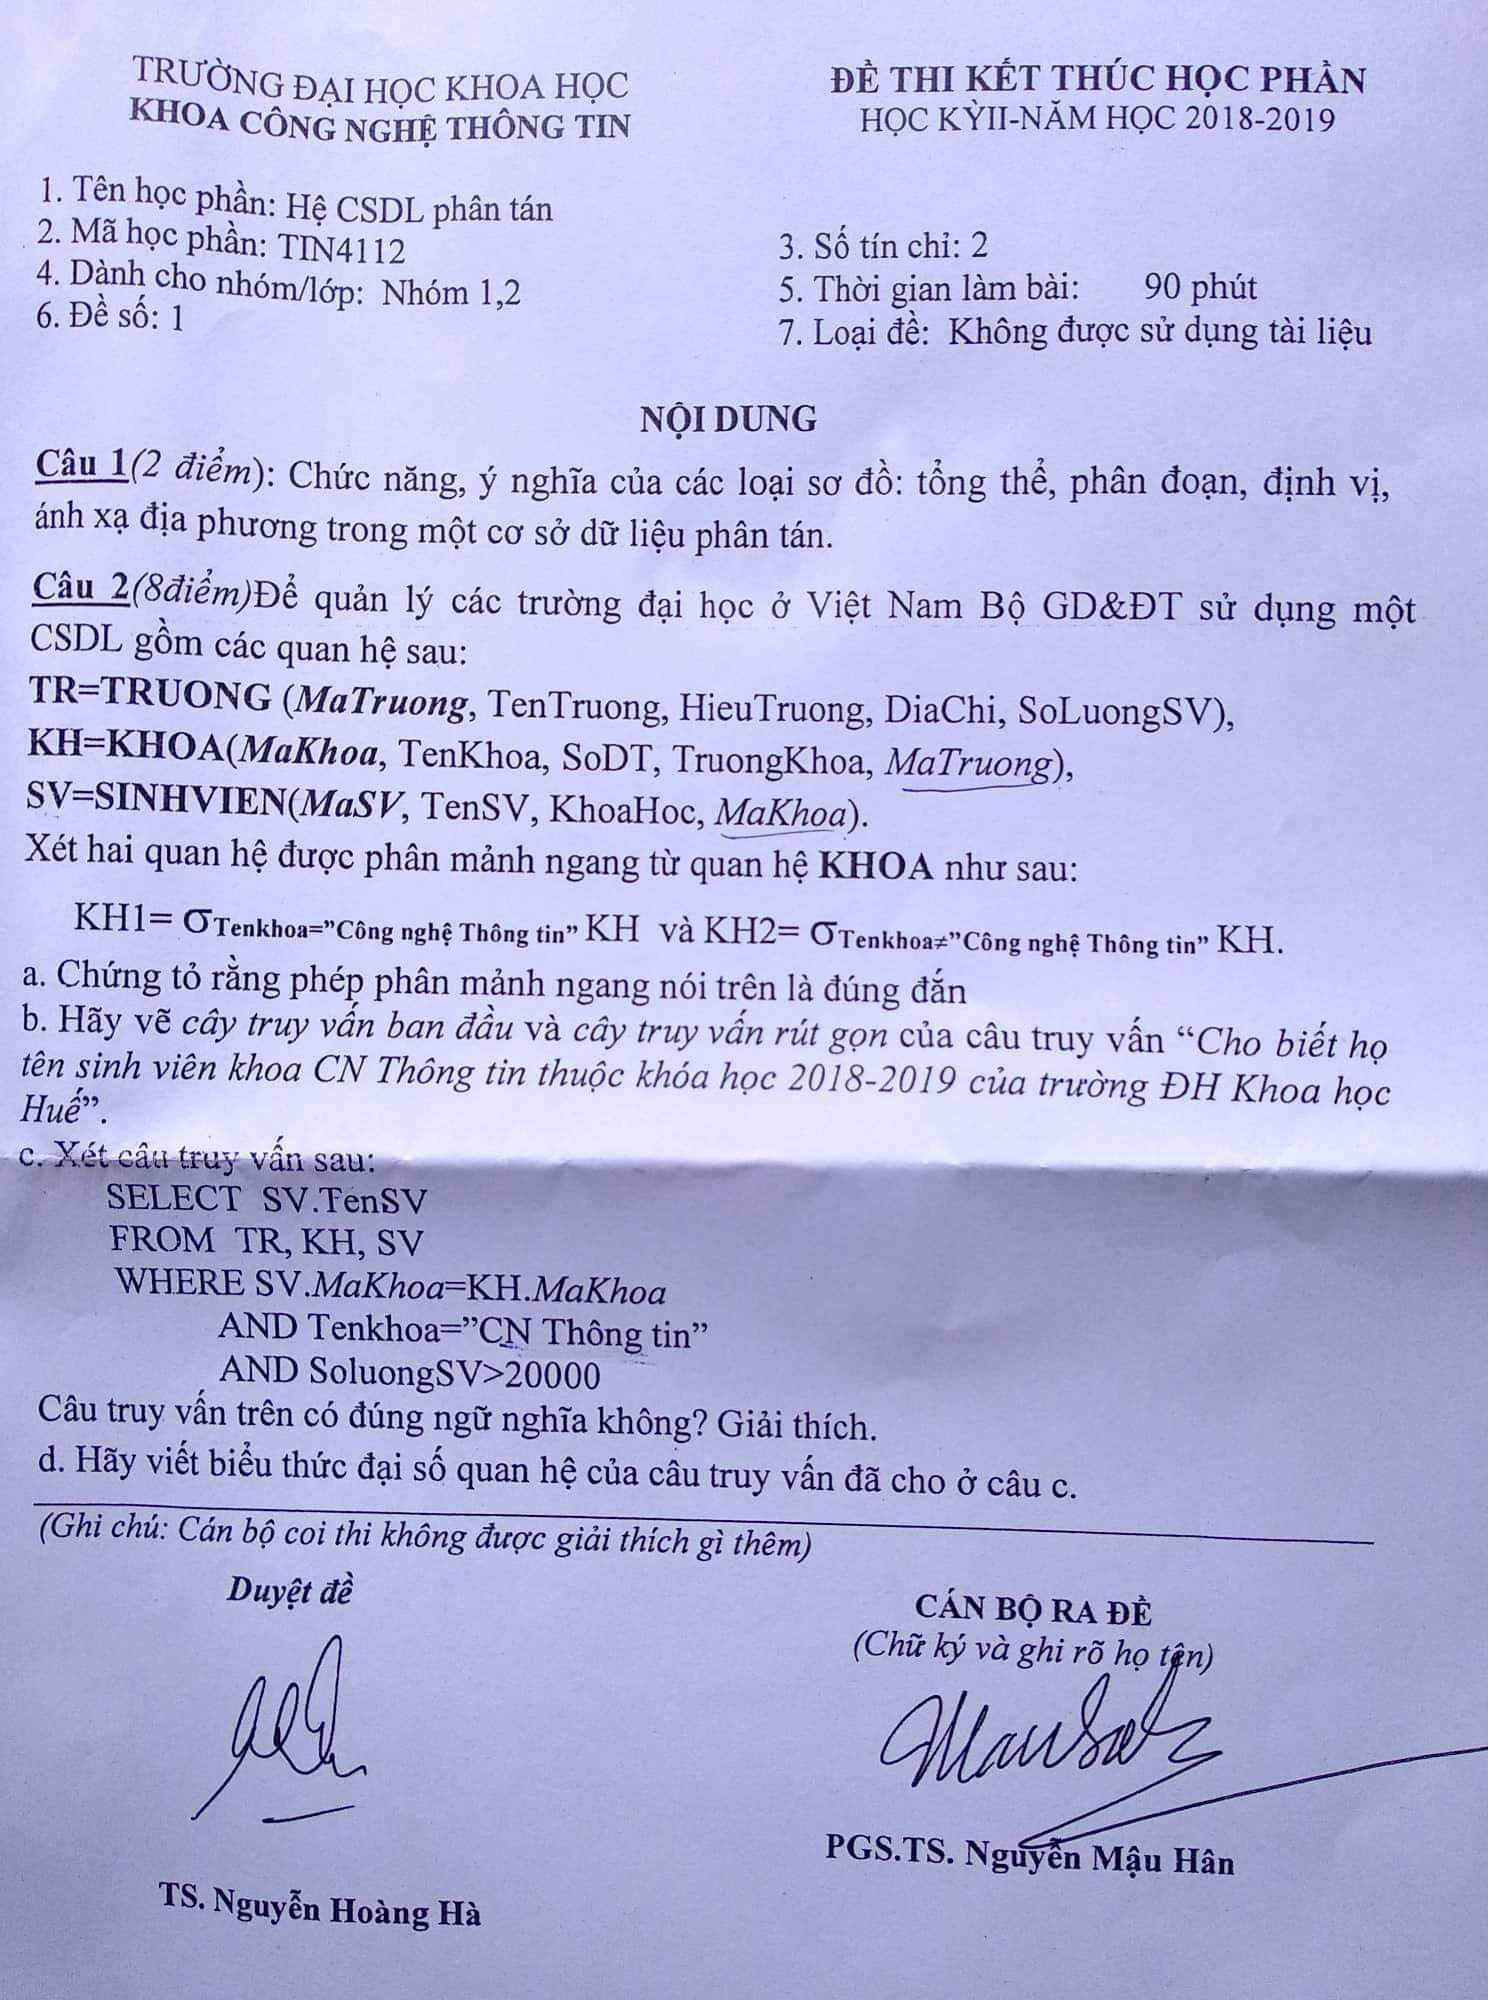 TRƯỜNG ĐẠI HỌC KHOA HỌC
KHOA CÔNG NGHỆ THÔNG TIN
ĐỀ THI KẾT THÚC HỌC PHẦN
HỌC KỲII-NĂM HỌC 2018-2019
1. Tên học phần: Hệ CSDL phân tán
2. Mã học phần: TIN4112
3. Số tín chỉ: 2
4. Dành cho nhóm/lớp: Nhóm 1,2
5. Thời gian làm bài: 90 phút
6. Đề số: 1
7. Loại đề: Không được sử dụng tài liệu
NỘI DUNG
Câu 1(2 điểm): Chức năng, ý nghĩa của các loại sơ đồ: tổng thể, phân đoạn, định vị,
ánh xạ địa phương trong một cơ sở dữ liệu phân tán.
Câu 2(8điểm)Để quản lý các trường đại học ở Việt Nam Bộ GD&ĐT sử dụng một
CSDL gồm các quan hệ sau:
TR=TRUONG (MaTruong, TenTruong, HieuTruong, DiaChi, SoLuongSV),
KH=KHOA(MaKhoa, TenKhoa, SoDT, TruongKhoa, MaTruong),
SV=SINHVIEN(MaSV, TenSV, KhoaHoc, MaKhoa).
Xét hai quan hệ được phân mảnh ngang từ quan hệ KHOA như sau:
KH1= σTenkhoa=”Công nghệ Thông tin” KH và KH2= σTenkhoa≠”Công nghệ Thông tin” KH.
a. Chứng tỏ rằng phép phân mảnh ngang nói trên là đúng đắn
b. Hãy vẽ cây truy vấn ban đầu và cây truy vấn rút gọn của câu truy vấn “Cho biết họ
tên sinh viên khoa CN Thông tin thuộc khóa học 2018-2019 của trường ĐH Khoa học
Huế”.
c. Xét câu truy vấn sau:
SELECT SV.TenSV
FROM TR, KH, SV
WHERE SV.MaKhoa=KH.MaKhoa
AND Tenkhoa=”CN Thông tin”
AND SoluongSV>20000
Câu truy vấn trên có đúng ngữ nghĩa không? Giải thích.
d. Hãy viết biểu thức đại số quan hệ của câu truy vấn đã cho ở câu c.
(Ghi chú: Cán bộ coi thi không được giải thích gì thêm)
Duyệt đề
CÁN BỘ RA ĐỀ
(Chữ ký và ghi rõ họ tên)
PGS.TS. Nguyễn Mậu Hân
TS. Nguyễn Hoàng Hà